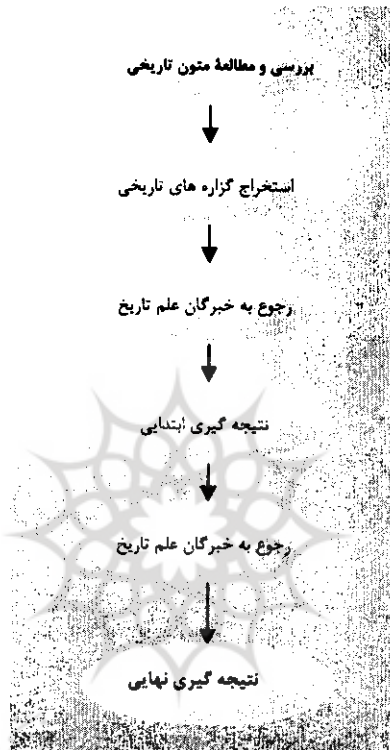 بررسی و مطالعهٔ متون تاریخی
استخراج گزاره های تاریخی
رجوع به خبرگان علم تاریخ
نتیجه گیری ابتدایی
رجوع به خبرگان علم تاریخ
نتیجه گیری نهایی